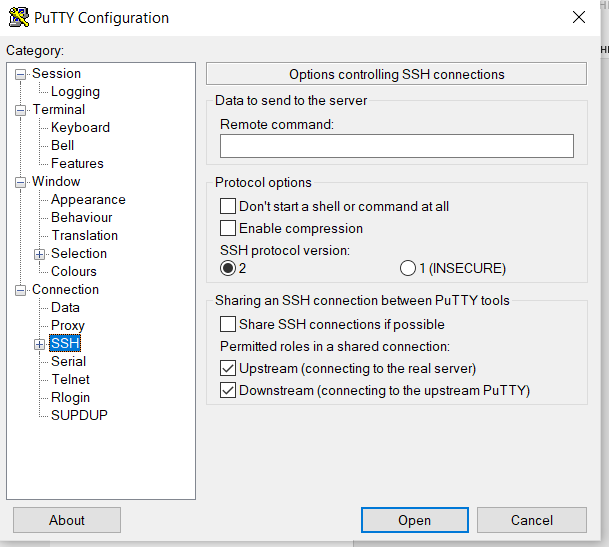 PuTTY Configuration
Category:
Session
Logging
Terminal
Keyboard
Bell
Features
Window
Appearance
Behaviour
Translation
Selection
Colours
Connection
Data
Proxy
SSH
Serial
Telnet
Rlogin
SUPDUP
Options controlling SSH connections
Data to send to the server
Remote command:
Protocol options
Don't start a shell or command at all
Enable compression
SSH protocol version:
2 1 (INSECURE)
Sharing an SSH connection between PuTTY tools
Share SSH connections if possible
Permitted roles in a shared connection:
Upstream (connecting to the real server)
Downstream (connecting to the upstream PuTTY)
About Open Cancel